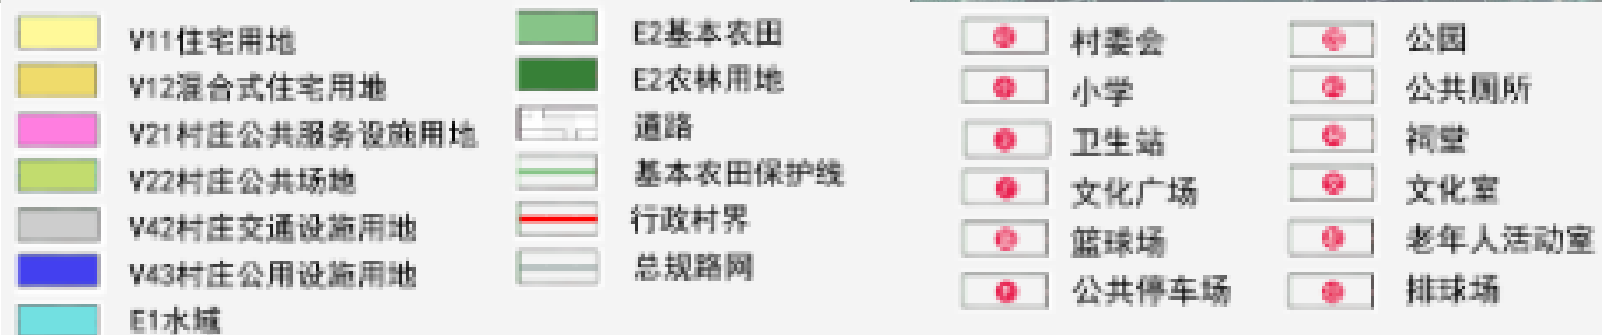 V11住宅用地
V12混合式住宅用地
V21村庄公共服务设施用地
V22村庄公共场地
V42村庄交通设施用地
V43村庄公用设施用地
E1水域
E2基本农田
E2农林用地
道路
基本农田保护线
行政村界
总规路网
村委会
小学
卫生站
文化广场
篮球场
公共停车场
公园
公共厕所
祠堂
文化室
老年人活动室
排球场